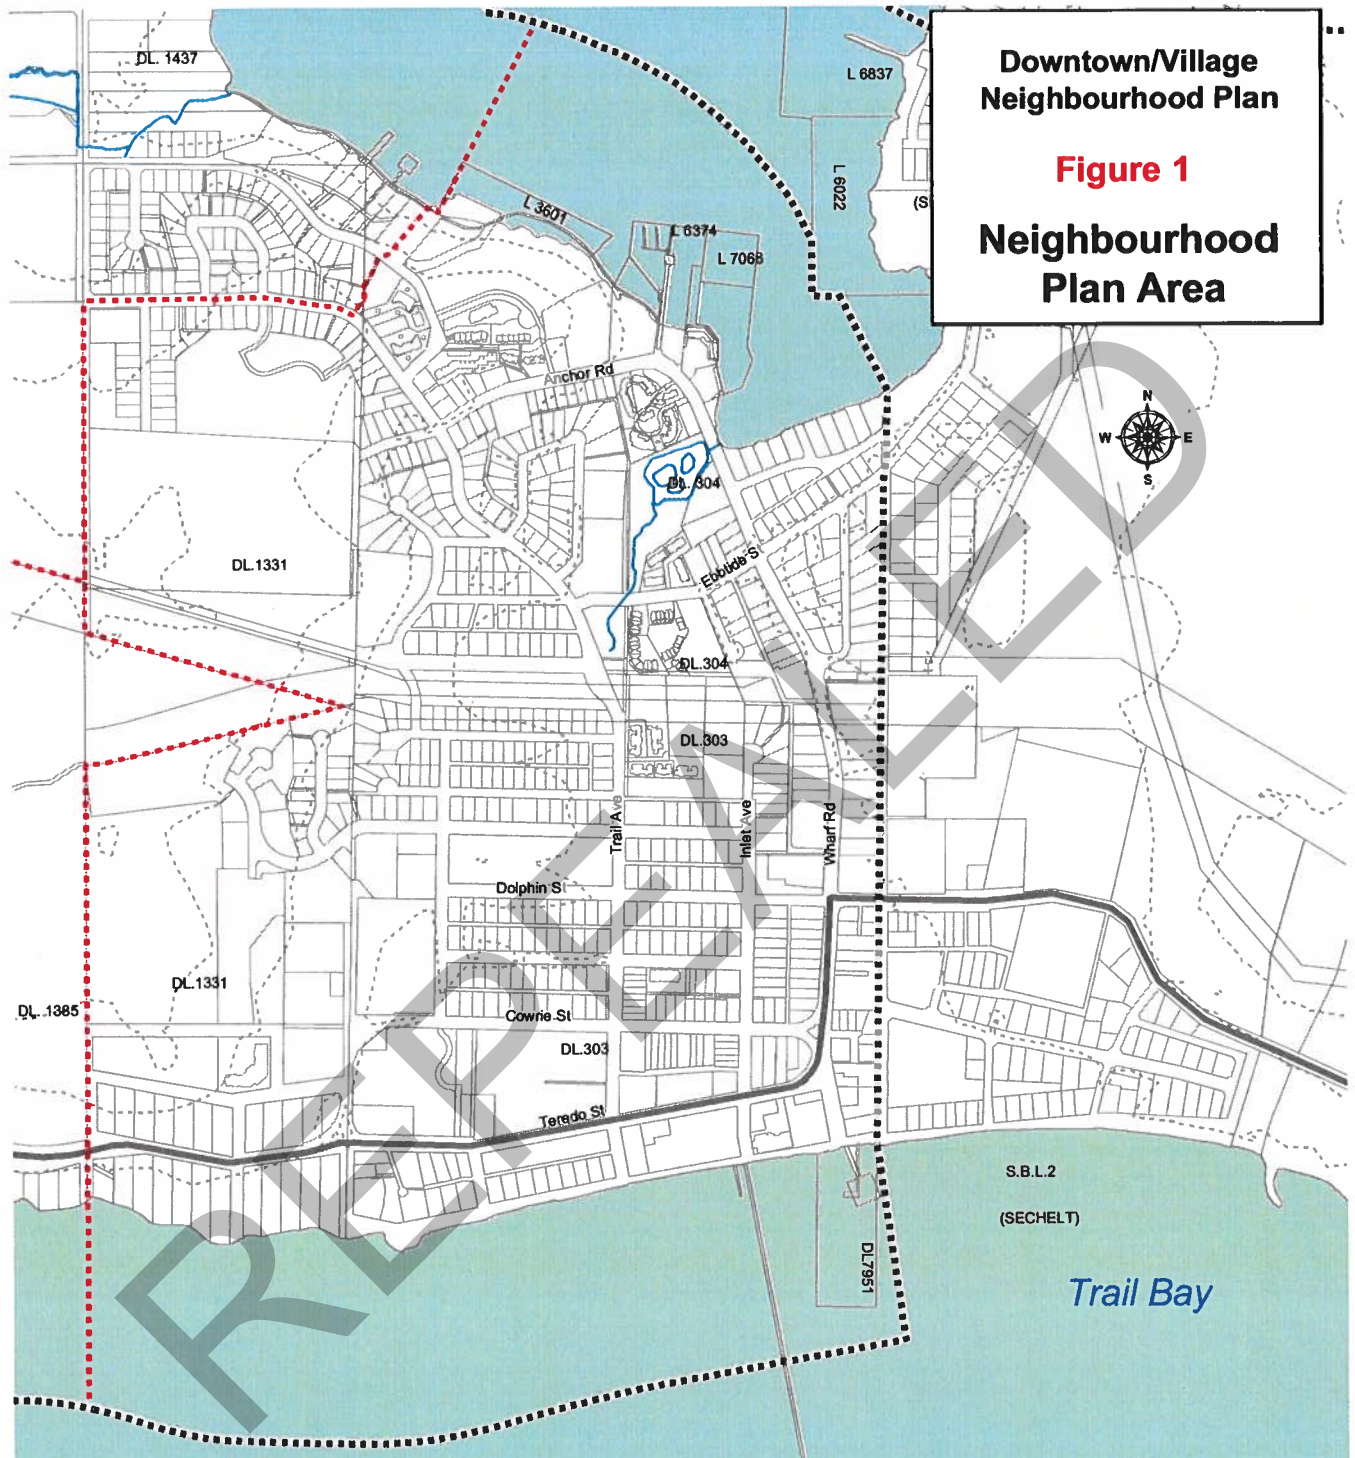 Downtown/Village
Neighbourhood Plan
Figure 1
Neighbourhood
Plan Area
DL. 1437
L 6837
L 6022
(S
L 3601
L 6374
L 7068
Anchor Rd
N
W E
S
DL. 304
DL.1331
Ebbtide S
DL.304
DL.303
Trail Ave
Inlet Ave
Wharf Rd
Dolphin St
DL.1331
DL. 1385
Cowrie St
DL.303
Teredo St
S.B.L.2
(SECHELT)
DL7951
Trail Bay
REPEALED